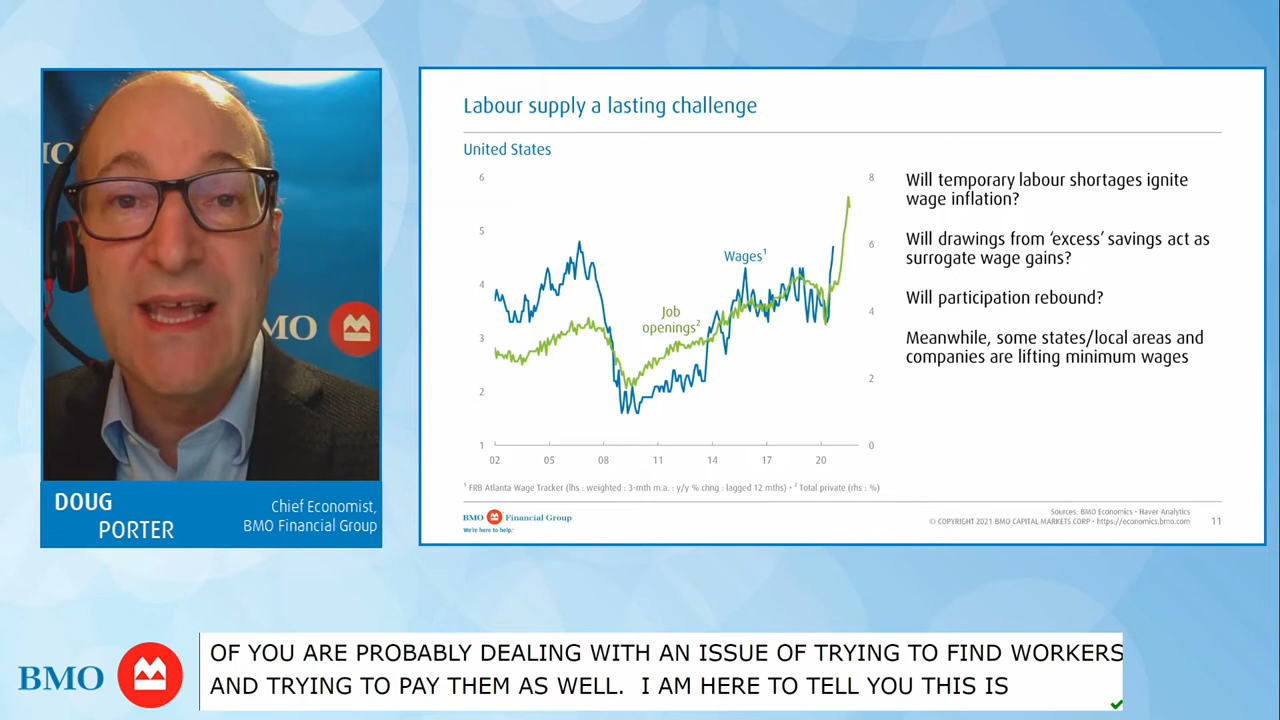 IO
MO
DOUG
PORTER
Chief Economist,
BMO Financial Group
Labour supply a lasting challenge
United States
6
5
4
3
2
1
8
6
4
2
0
Wages¹
Job
openings²
02 05 08 11 14 17 20
Will temporary labour shortages ignite
wage inflation?
Will drawings from ‘excess’ savings act as
surrogate wage gains?
Will participation rebound?
Meanwhile, some states/local areas and
companies are lifting minimum wages
¹ FRB Atlanta Wage Tracker (lhs : weighted : 3-mth m.a. : y/y % chng : lagged 12 mths) • ² Total private (rhs : %)
BMO Financial Group
We're here to help.™
Sources: BMO Economics • Haver Analytics
© COPYRIGHT 2021 BMO CAPITAL MARKETS CORP • https://economics.bmo.com
11
BMO
OF YOU ARE PROBABLY DEALING WITH AN ISSUE OF TRYING TO FIND WORKERS
AND TRYING TO PAY THEM AS WELL. I AM HERE TO TELL YOU THIS IS